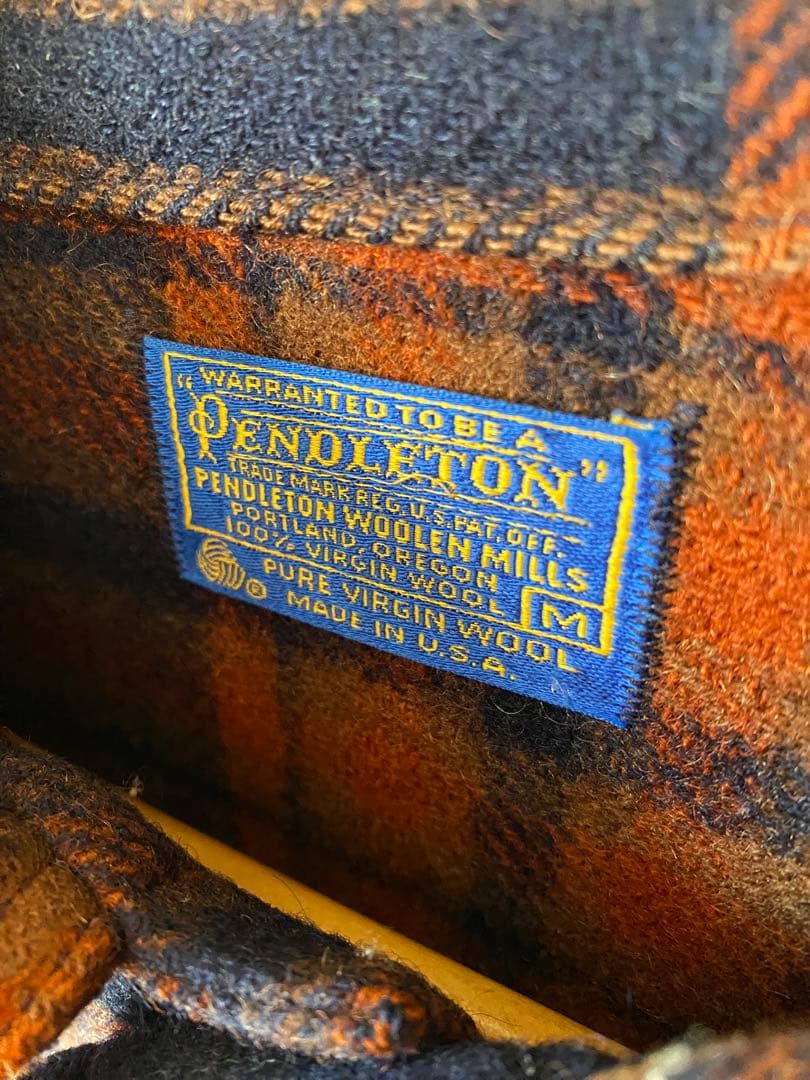 "WARRANTED TO BE A
PENDLETON"
TRADE MARK REG. U.S. PAT. OFF.
PENDLETON WOOLEN MILLS
PORTLAND, OREGON
100% VIRGIN WOOL M
® PURE VIRGIN WOOL
MADE IN U.S.A.